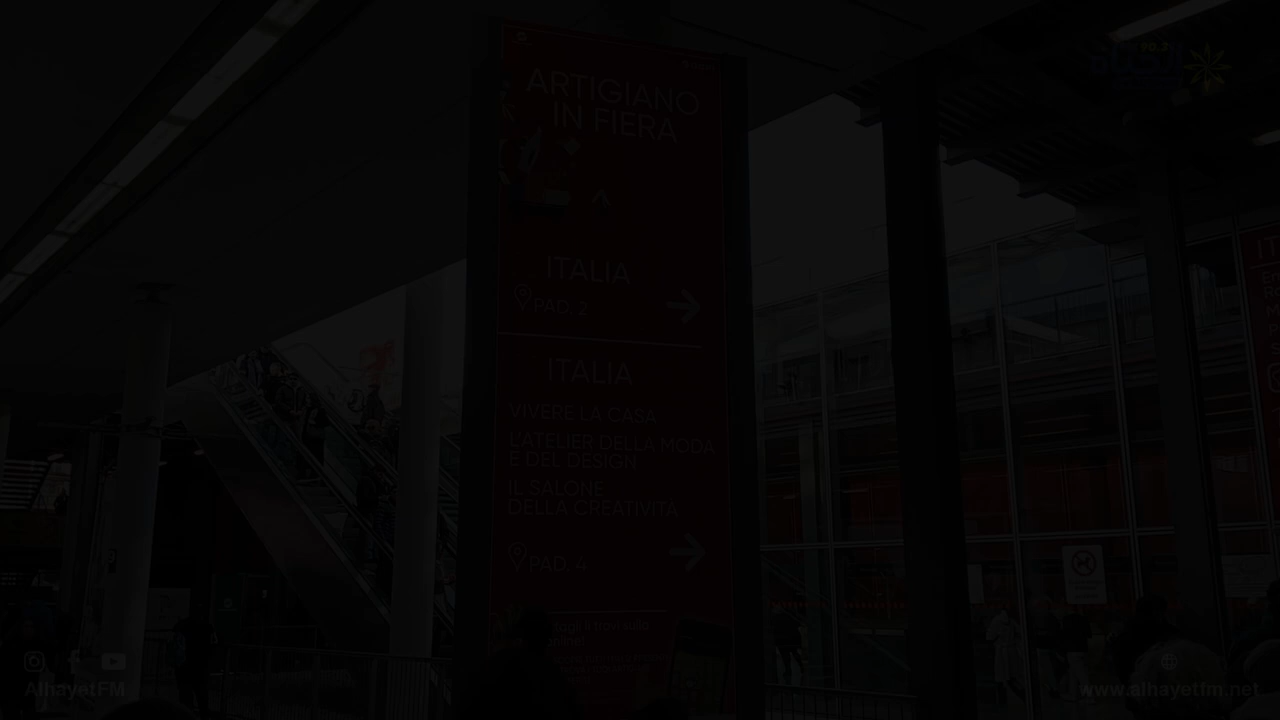 ARTIGIANO
IN FIERA
ITALIA
PAD. 2
ITALIA
VIVERE LA CASA
L'ATELIER DELLA MODA
E DEL DESIGN
IL SALONE
DELLA CREATIVITÀ
PAD. 4
AlhayetFM
www.alhayetfm.net